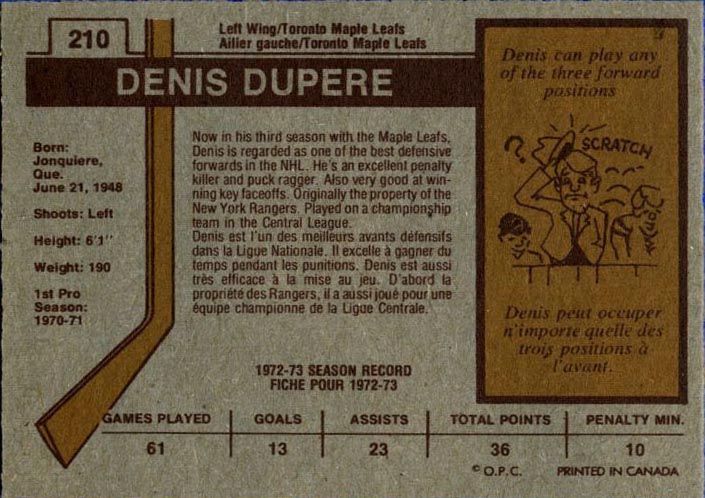 210
Left Wing/Toronto Maple Leafs
Ailier gauche/Toronto Maple Leafs
DENIS DUPERE
Born:
Jonquiere,
Que.
June 21, 1948
Shoots: Left
Height: 6'1"
Weight: 190
1st Pro
Season:
1970-71
Now in his third season with the Maple Leafs,
Denis is regarded as one of the best defensive
forwards in the NHL. He's an excellent penalty
killer and puck ragger. Also very good at win-
ning key faceoffs. Originally the property of the
New York Rangers. Played on a championship
team in the Central League.
Denis est l'un des meilleurs avants défensifs
dans la Ligue Nationale. Il excelle à gagner du
temps pendant les punitions. Denis est aussi
très efficace à la mise au jeu. D'abord la
propriété des Rangers, il a aussi joué pour une
équipe championne de la Ligue Centrale.
Denis can play any
of the three forward
positions
?
SCRATCH
Denis peut occuper
n'importe quelle des
trois positions à
l'avant.
1972-73 SEASON RECORD
FICHE POUR 1972-73
GAMES PLAYED GOALS ASSISTS TOTAL POINTS PENALTY MIN.
61 13 23 36 10
© O.P.C. PRINTED IN CANADA